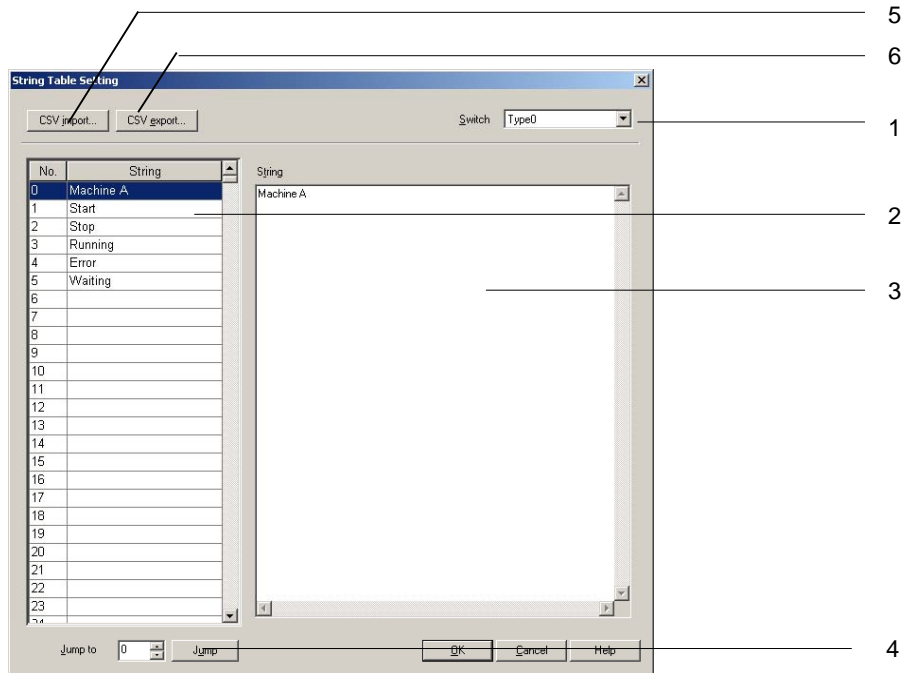 5
6
String Table Setting
CSV import... CSV export... Switch Type0
1
No. String String
0 Machine A Machine A
1 Start
2
2 Stop
3 Running
4 Error
5 Waiting
3
6
7
8
9
10
11
12
13
14
15
16
17
18
19
20
21
22
23
24
Jump to 0 Jump OK Cancel Help
4